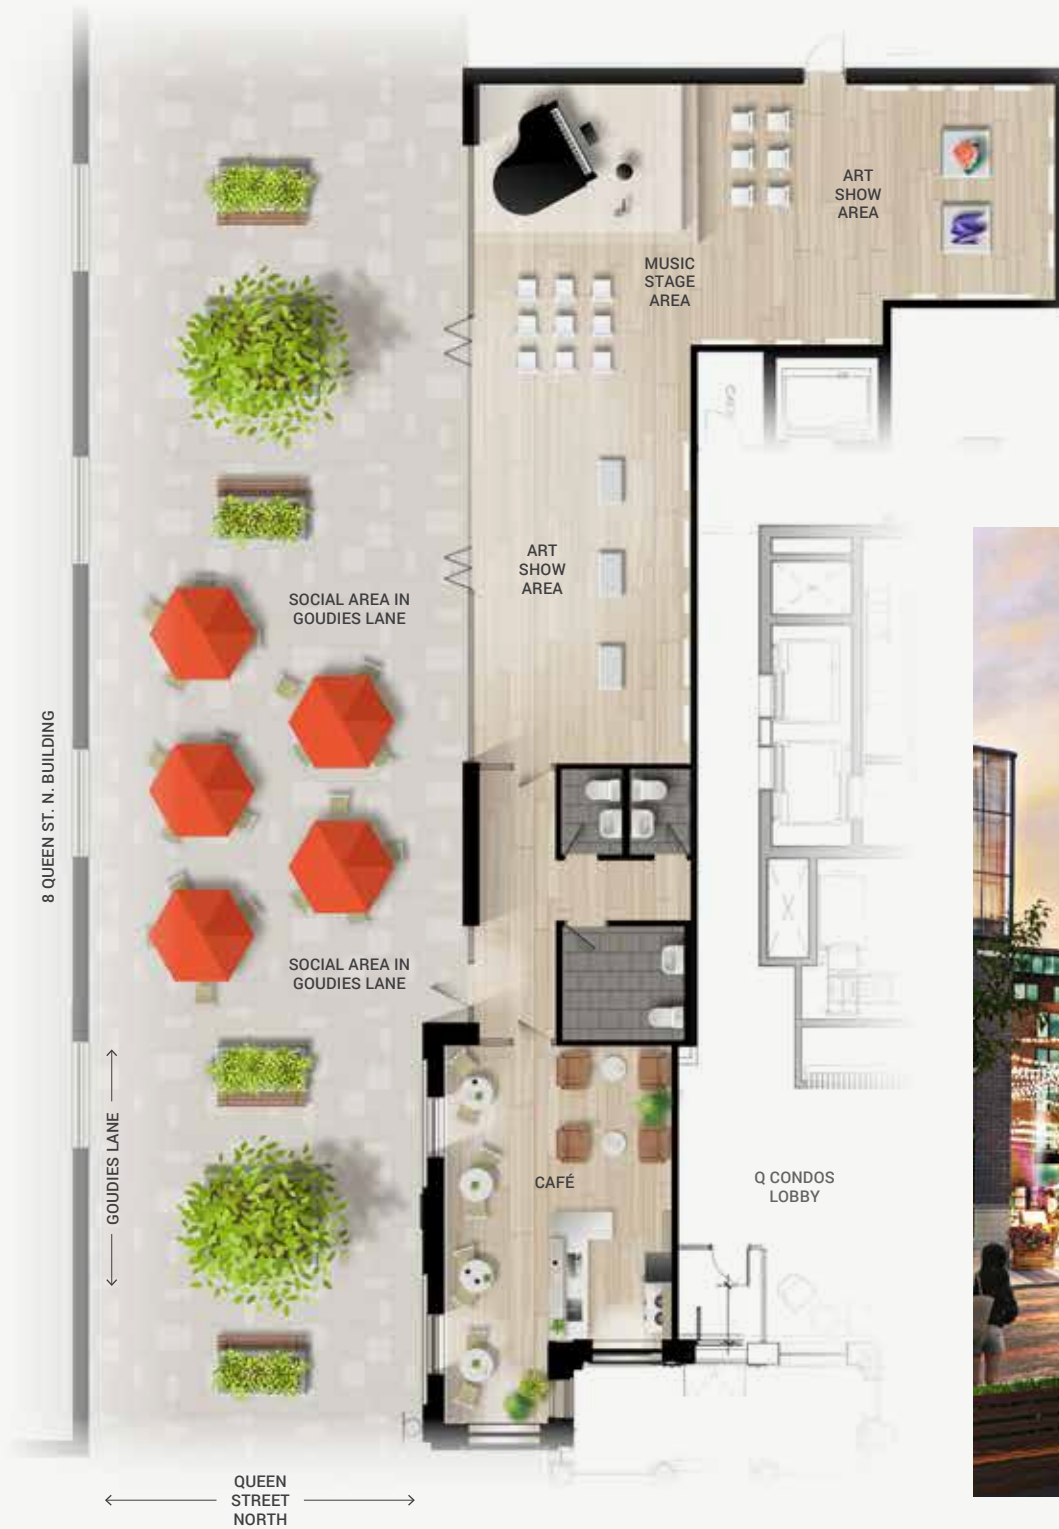 ART
SHOW
AREA
MUSIC
STAGE
AREA
ART
SHOW
AREA
SOCIAL AREA IN
GOUDIES LANE
8 QUEEN ST. N. BUILDING
SOCIAL AREA IN
GOUDIES LANE
GOUDIES LANE
CAFÉ
Q CONDOS
LOBBY
QUEEN
STREET
NORTH